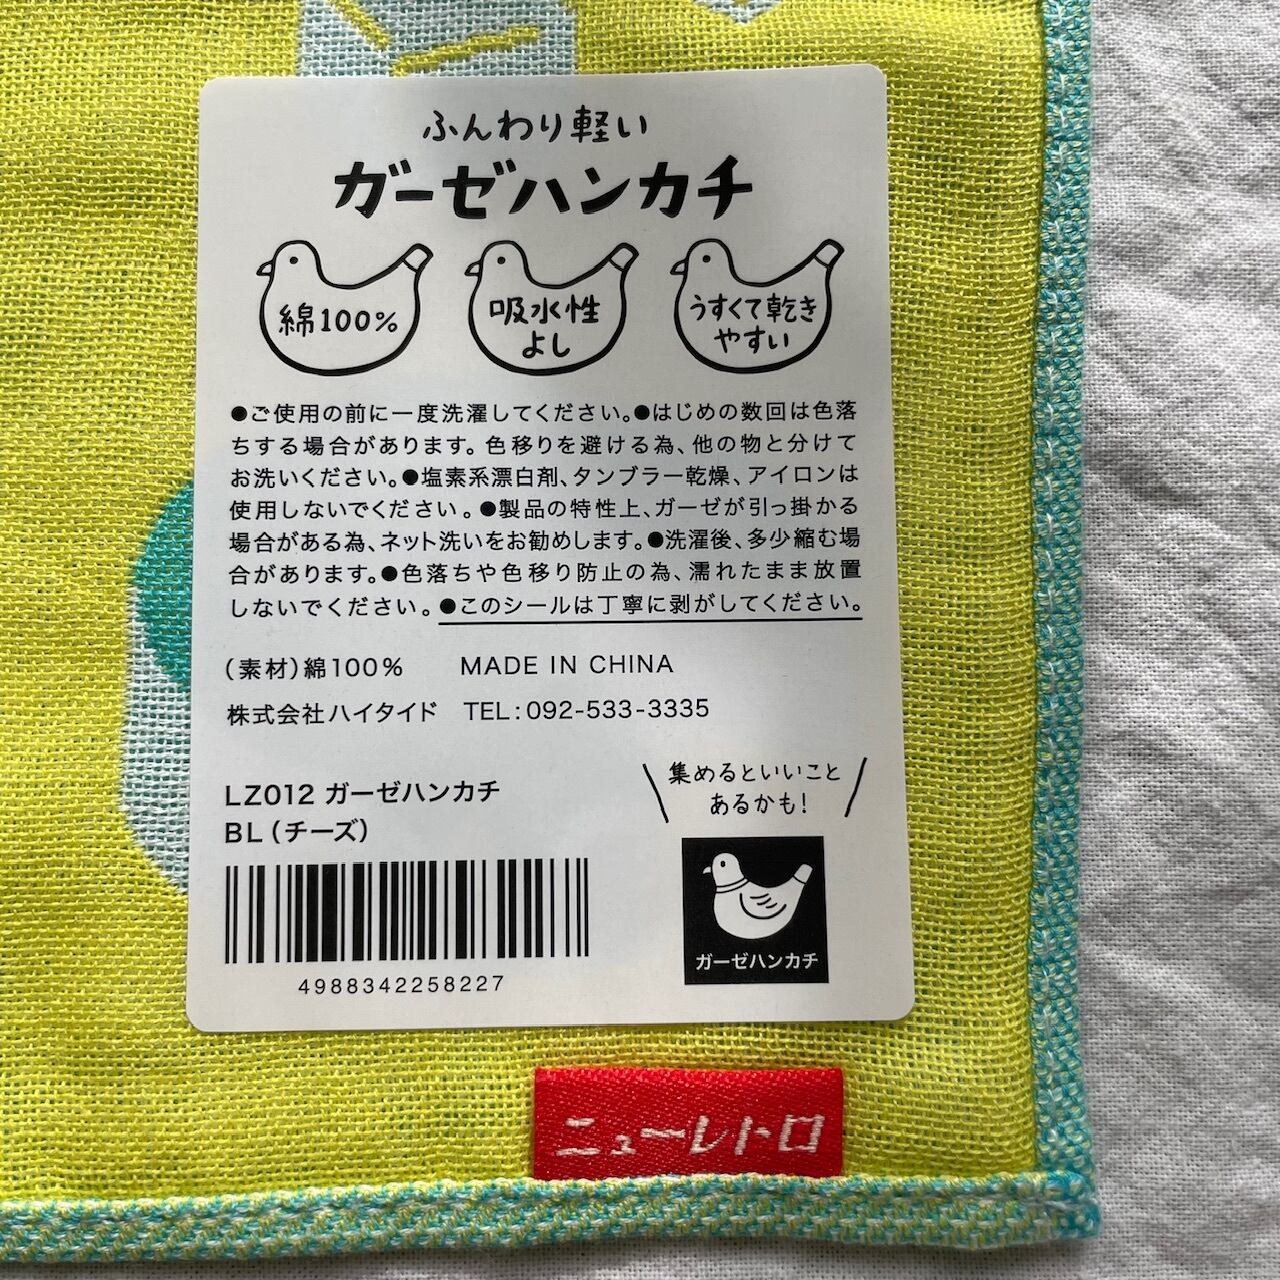 ふんわり軽い
ガーゼハンカチ
綿100%
吸水性
よし
うすくて乾き
やすい
●ご使用の前に一度洗濯してください。●はじめの数回は色落
ちする場合があります。色移りを避ける為、他の物と分けて
お洗いください。●塩素系漂白剤、タンブラー乾燥、アイロンは
使用しないでください。●製品の特性上、ガーゼが引っ掛かる
場合がある為、ネット洗いをお勧めします。●洗濯後、多少縮む場
合があります。●色落ちや色移り防止の為、濡れたまま放置
しないでください。●このシールは丁寧に剥がしてください。
(素材)綿100% MADE IN CHINA
株式会社ハイタイド TEL:092-533-3335
LZ012 ガーゼハンカチ
BL(チーズ)
4988342258227
集めるといいこと
あるかも!
ガーゼハンカチ
ニューレトロ